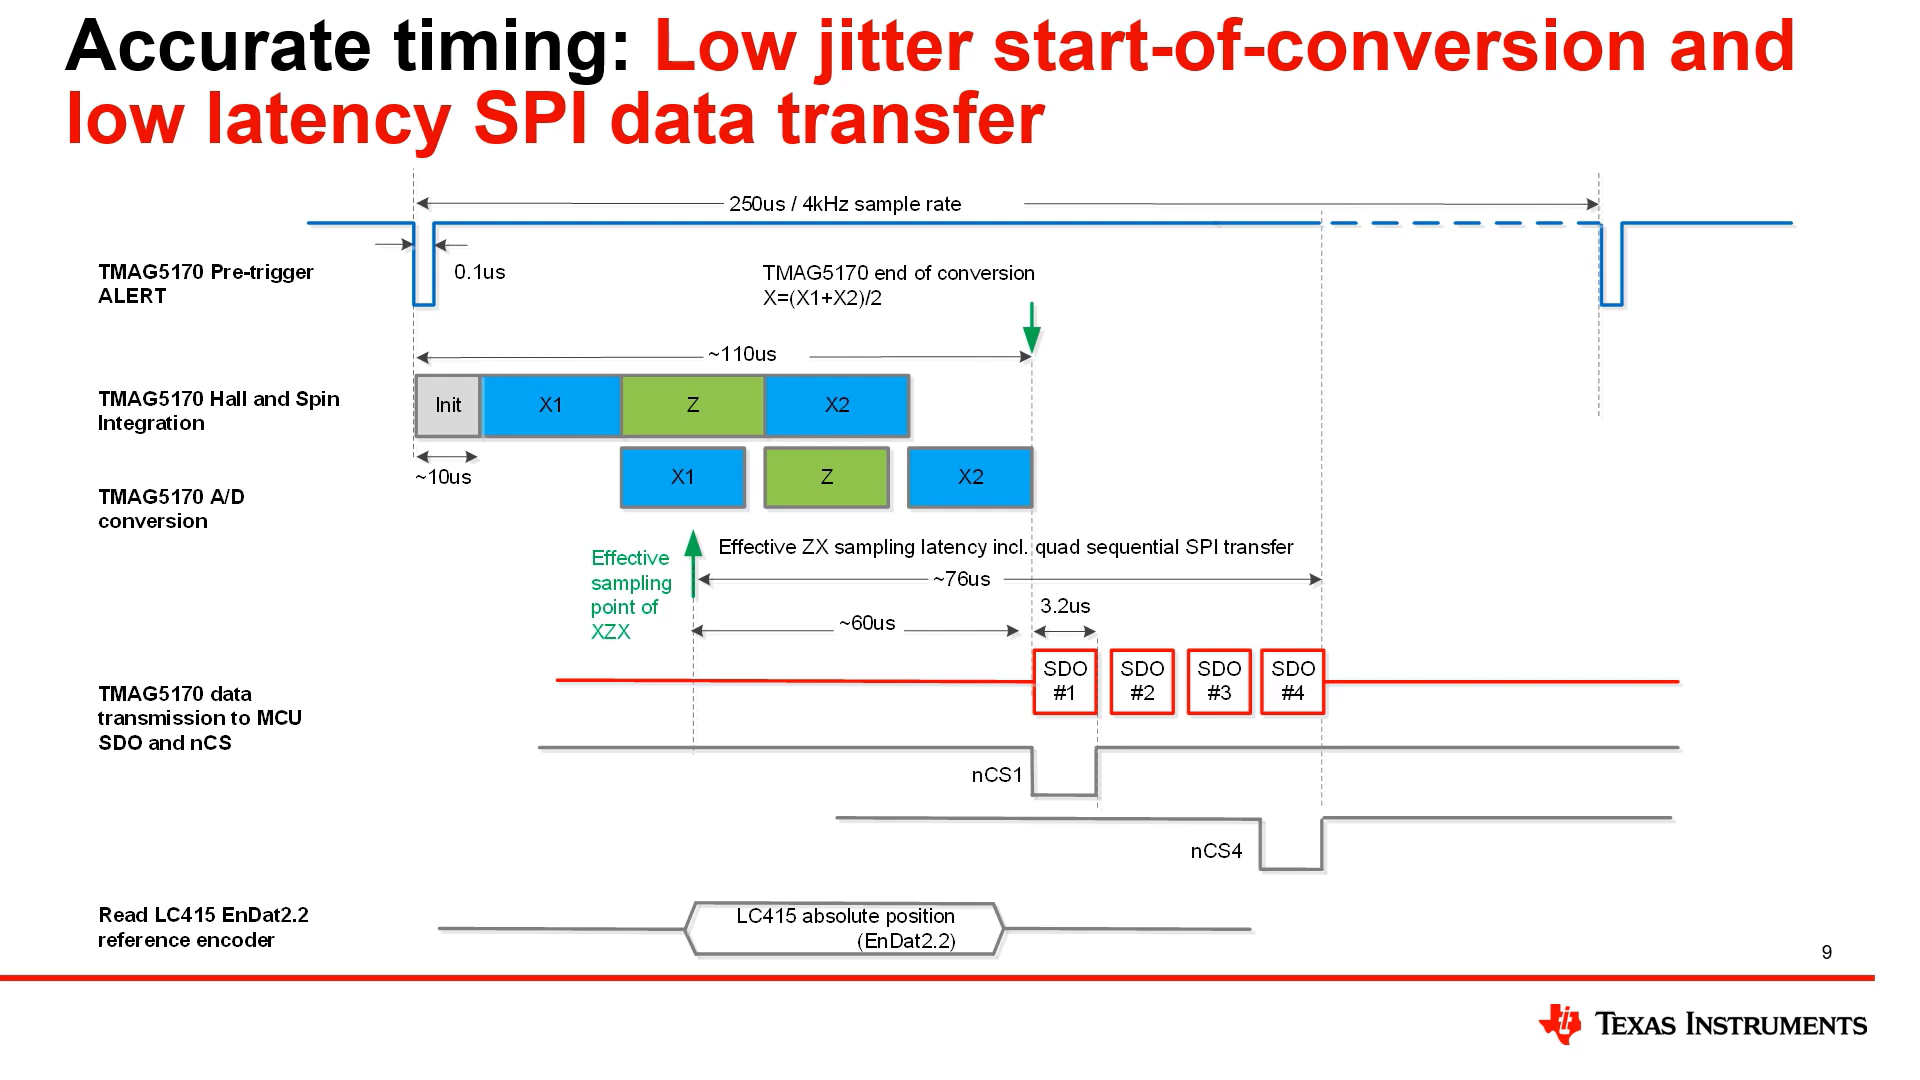 Accurate timing: Low jitter start-of-conversion and
low latency SPI data transfer
250us / 4kHz sample rate
TMAG5170 Pre-trigger
ALERT
0.1us
TMAG5170 end of conversion
X=(X1+X2)/2
~110us
TMAG5170 Hall and Spin
Integration
Init
X1
Z
X2
~10us
X1
Z
X2
TMAG5170 A/D
conversion
Effective
sampling
point of
XZX
Effective ZX sampling latency incl. quad sequential SPI transfer
~76us
3.2us
~60us
TMAG5170 data
transmission to MCU
SDO and nCS
SDO
#1
SDO
#2
SDO
#3
SDO
#4
nCS1
nCS4
Read LC415 EnDat2.2
reference encoder
LC415 absolute position
(EnDat2.2)
9
TEXAS INSTRUMENTS